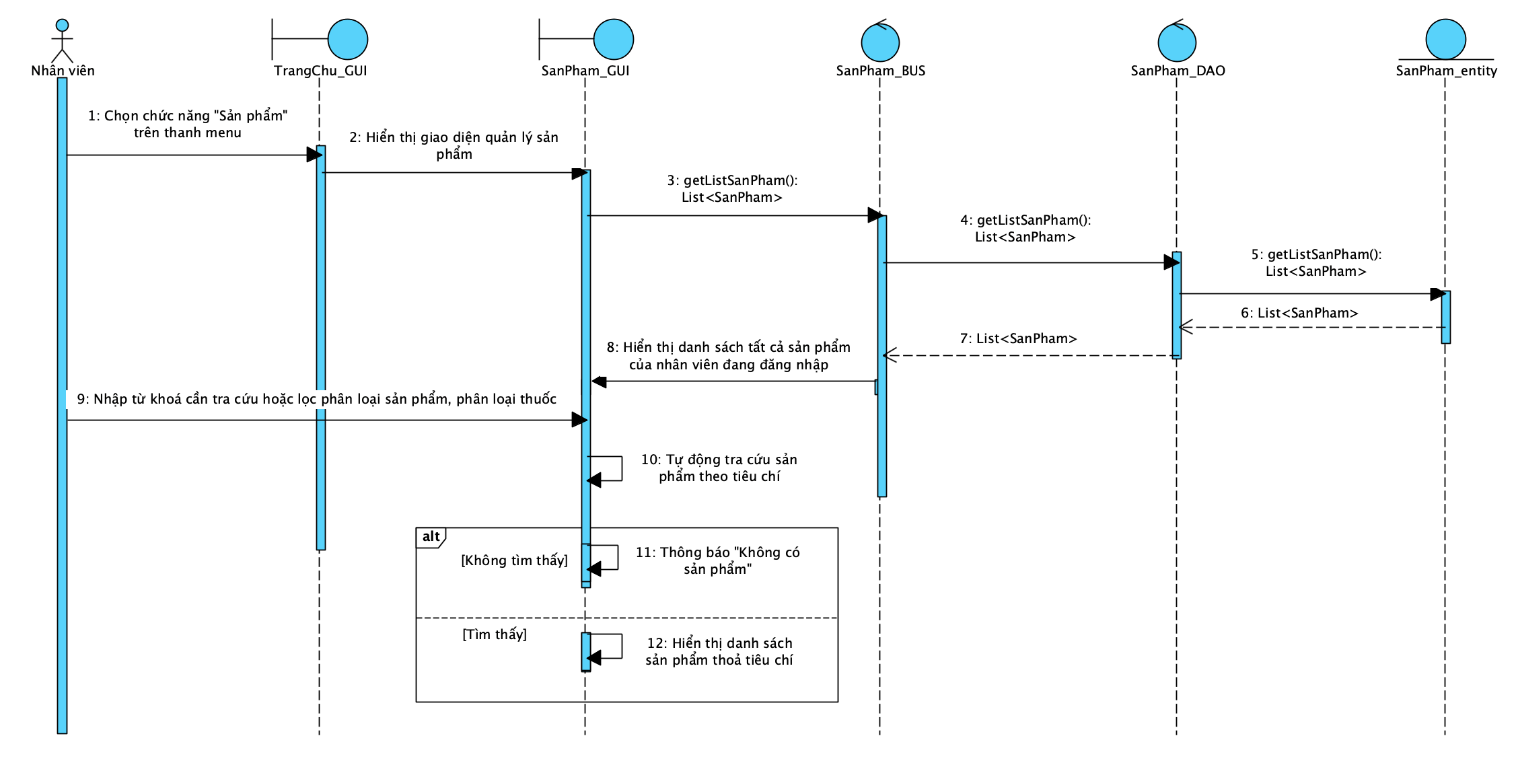 Nhân viên
TrangChu_GUI
SanPham_GUI
SanPham_BUS
SanPham_DAO
SanPham_entity
1: Chọn chức năng "Sản phẩm"
trên thanh menu
2: Hiển thị giao diện quản lý sản
phẩm
3: getListSanPham():
List<SanPham>
4: getListSanPham():
List<SanPham>
5: getListSanPham():
List<SanPham>
6: List<SanPham>
7: List<SanPham>
8: Hiển thị danh sách tất cả sản phẩm
của nhân viên đang đăng nhập
9: Nhập từ khoá cần tra cứu hoặc lọc phân loại sản phẩm, phân loại thuốc
10: Tự động tra cứu sản
phẩm theo tiêu chí
alt
[Không tìm thấy]
11: Thông báo "Không có
sản phẩm"
[Tìm thấy]
12: Hiển thị danh sách
sản phẩm thoả tiêu chí